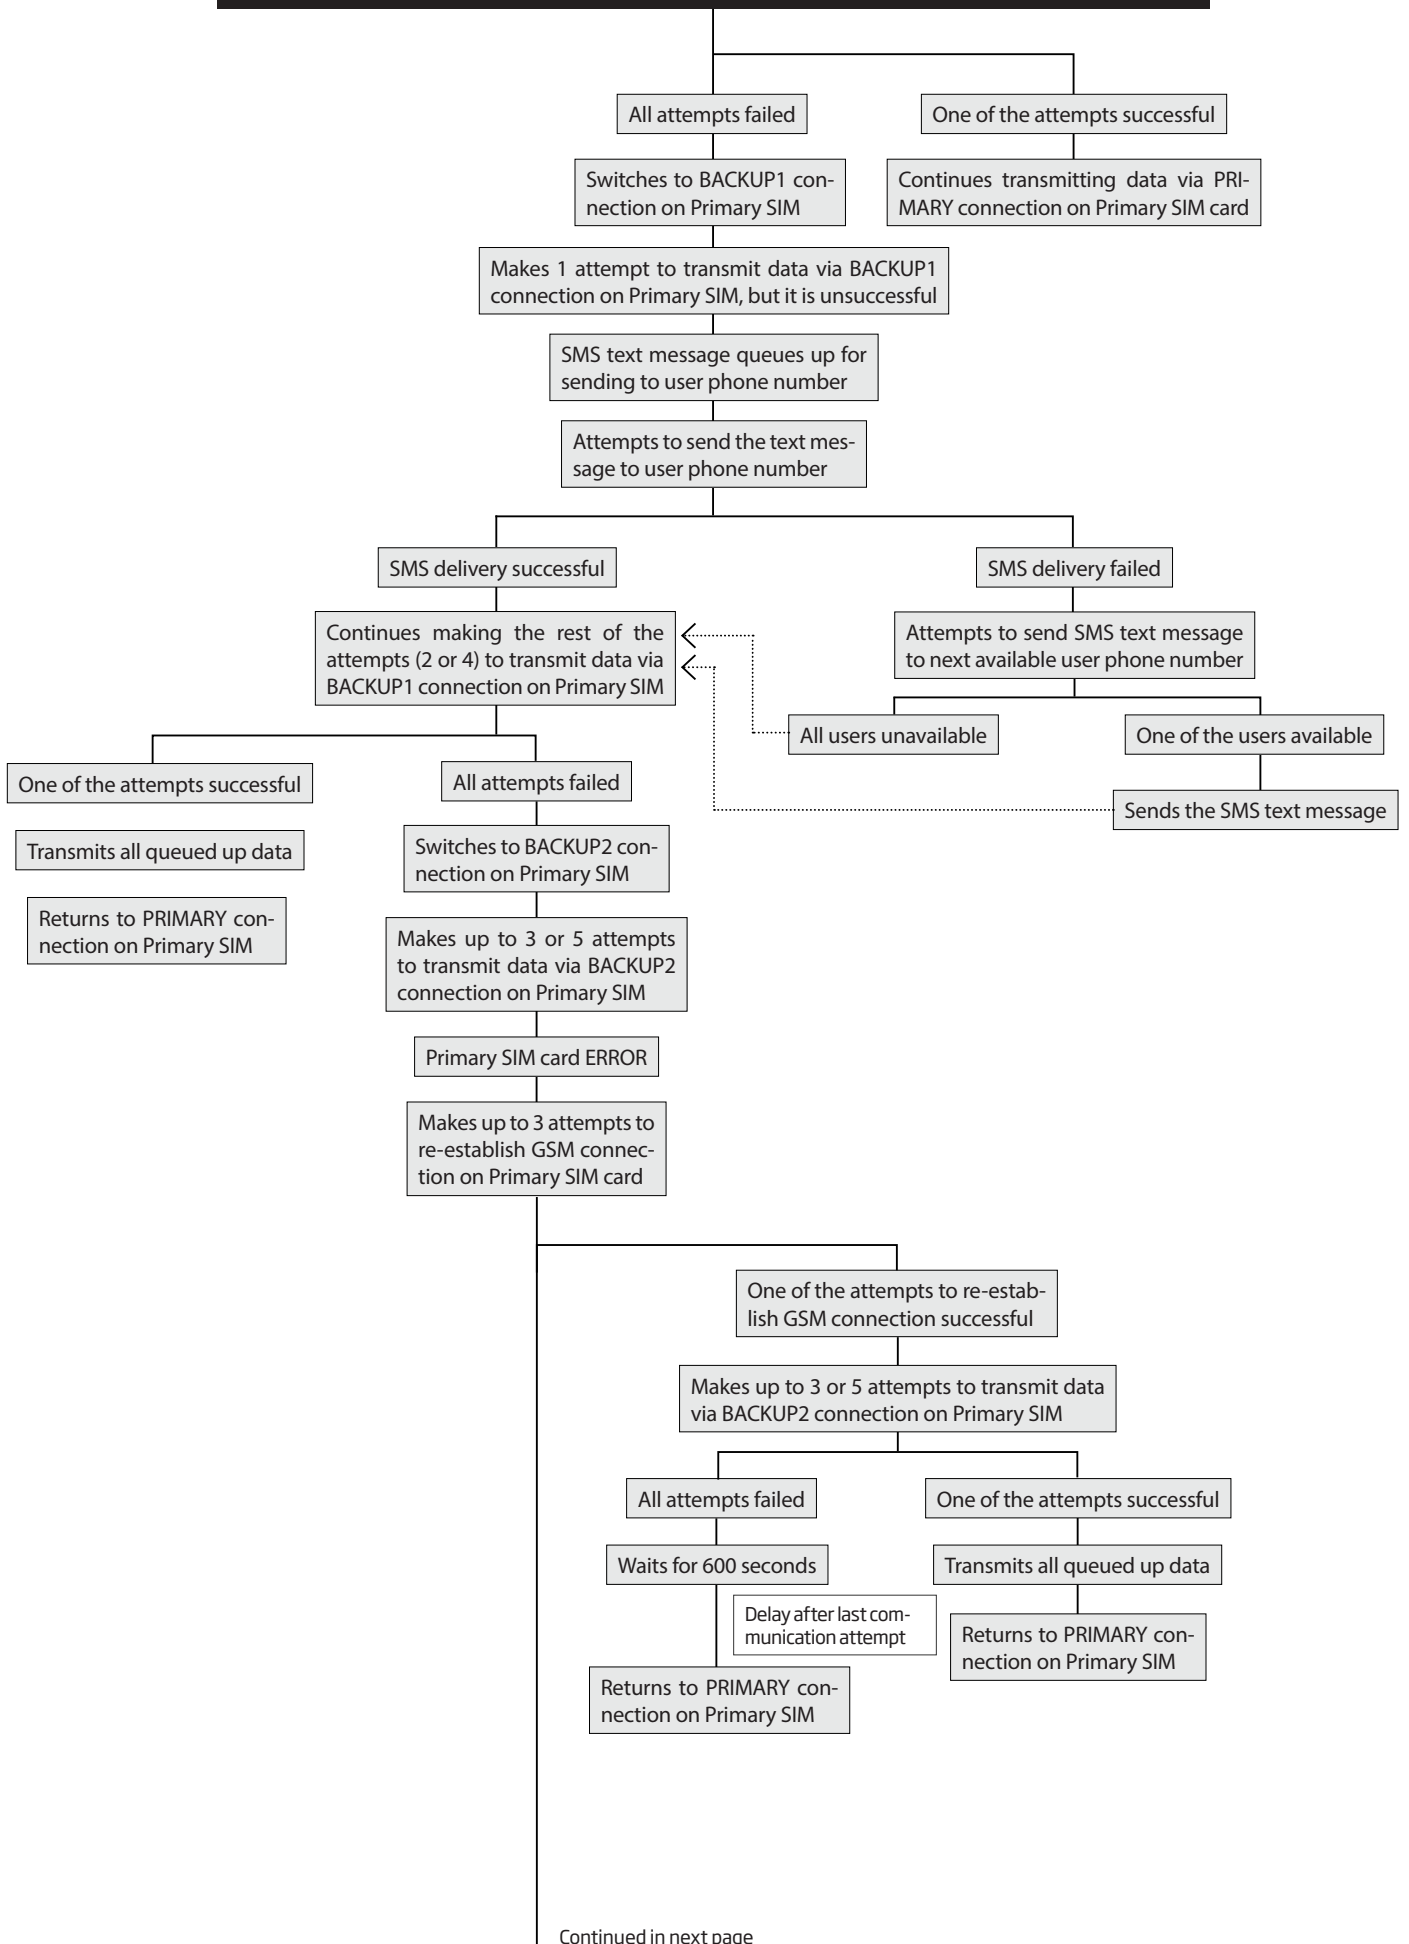 All attempts failed
One of the attempts successful
Switches to BACKUP1 con-
nection on Primary SIM
Continues transmitting data via PRI-
MARY connection on Primary SIM card
Makes 1 attempt to transmit data via BACKUP1
connection on Primary SIM, but it is unsuccessful
SMS text message queues up for
sending to user phone number
Attempts to send the text mes-
sage to user phone number
SMS delivery successful
SMS delivery failed
Continues making the rest of the
attempts (2 or 4) to transmit data via
BACKUP1 connection on Primary SIM
Attempts to send SMS text message
to next available user phone number
All users unavailable
One of the users available
Sends the SMS text message
One of the attempts successful
All attempts failed
Transmits all queued up data
Switches to BACKUP2 con-
nection on Primary SIM
Returns to PRIMARY con-
nection on Primary SIM
Makes up to 3 or 5 attempts
to transmit data via BACKUP2
connection on Primary SIM
Primary SIM card ERROR
Makes up to 3 attempts to
re-establish GSM connec-
tion on Primary SIM card
One of the attempts to re-estab-
lish GSM connection successful
Makes up to 3 or 5 attempts to transmit data
via BACKUP2 connection on Primary SIM
All attempts failed
One of the attempts successful
Waits for 600 seconds
Transmits all queued up data
Delay after last com-
munication attempt
Returns to PRIMARY con-
nection on Primary SIM
Returns to PRIMARY con-
nection on Primary SIM
Continued in next page